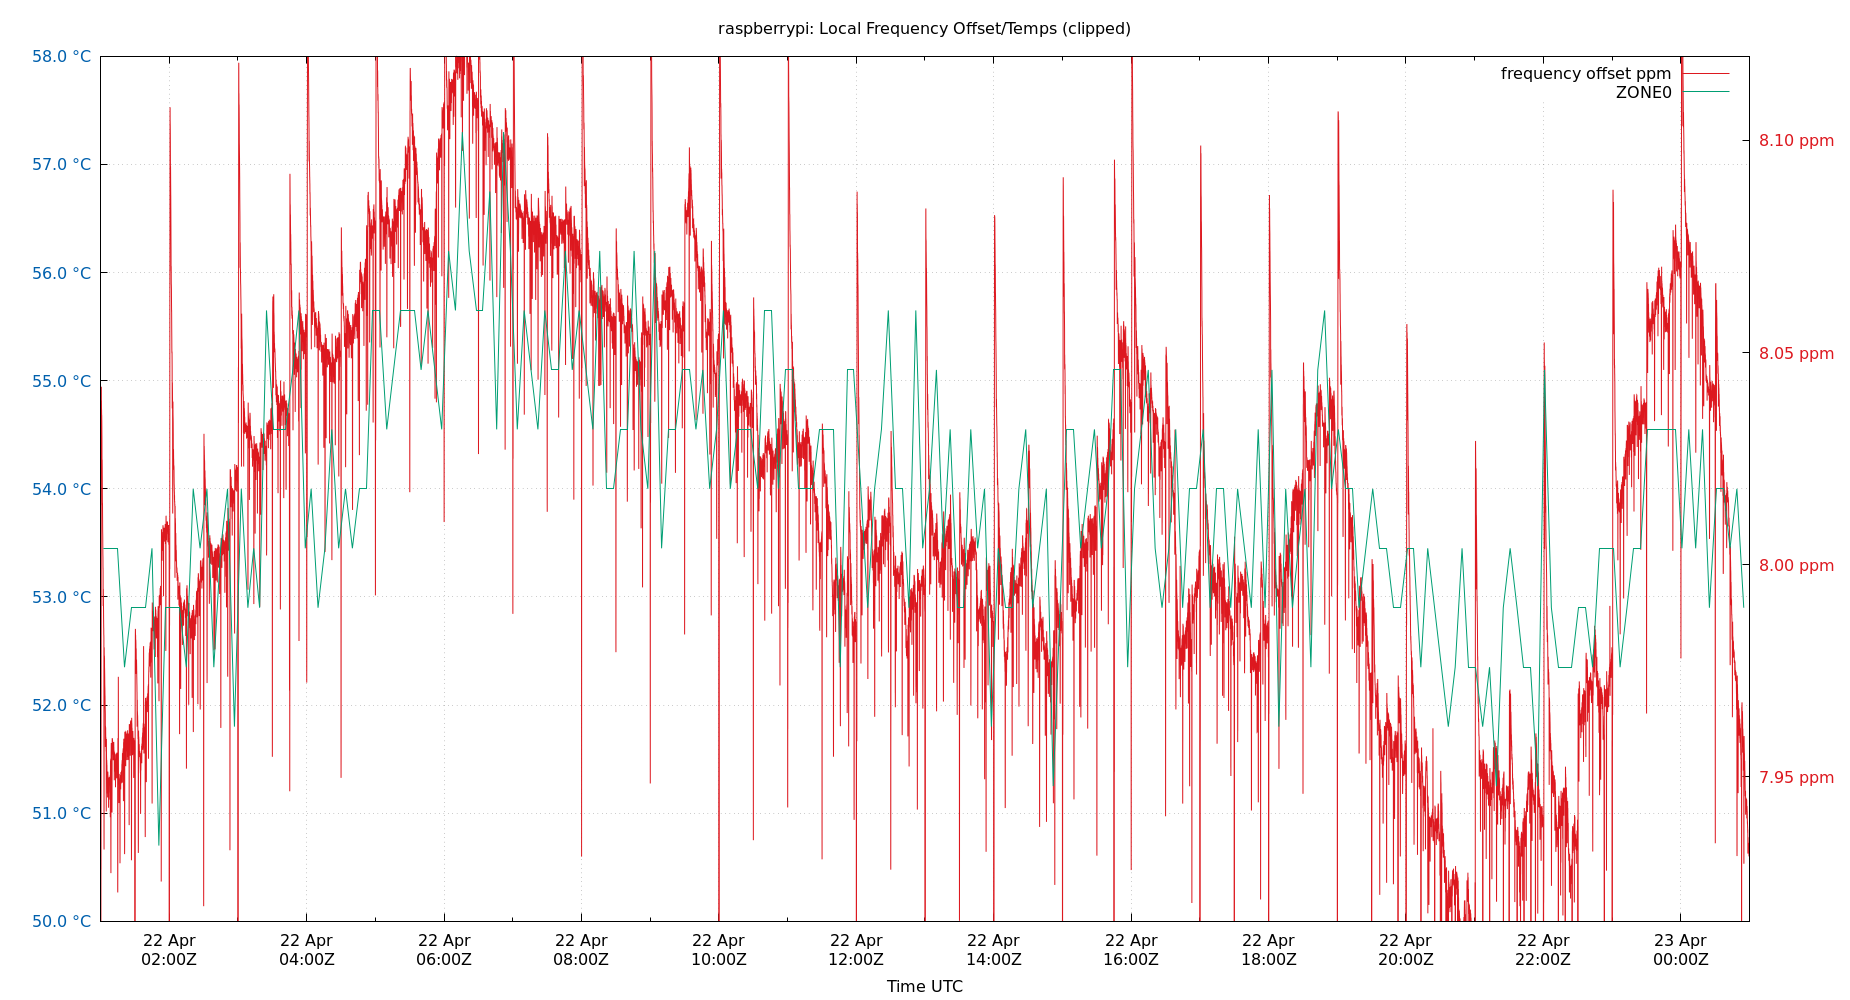 raspberrypi: Local Frequency Offset/Temps (clipped)
58.0 °C
57.0 °C
56.0 °C
55.0 °C
54.0 °C
53.0 °C
52.0 °C
51.0 °C
50.0 °C
frequency offset ppm
ZONE0
8.10 ppm
8.05 ppm
8.00 ppm
7.95 ppm
22 Apr 22 Apr 22 Apr 22 Apr 22 Apr 22 Apr 22 Apr 22 Apr 22 Apr 22 Apr 22 Apr 23 Apr
02:00Z 04:00Z 06:00Z 08:00Z 10:00Z 12:00Z 14:00Z 16:00Z 18:00Z 20:00Z 22:00Z 00:00Z
Time UTC